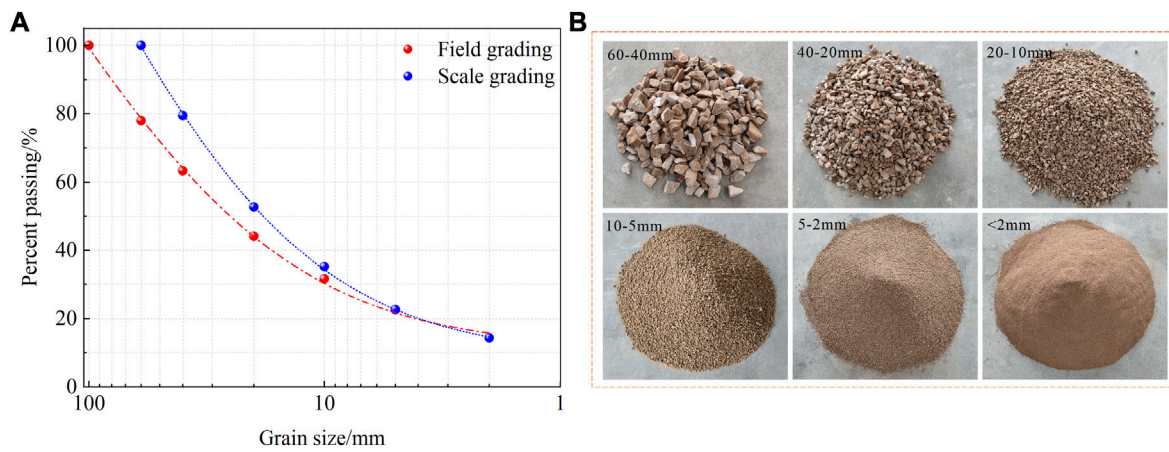 A
100
80
60
40
20
0
Percent passing/%
100
10
1
Grain size/mm
Field grading
Scale grading
B
60-40mm
40-20mm
20-10mm
10-5mm
5-2mm
<2mm